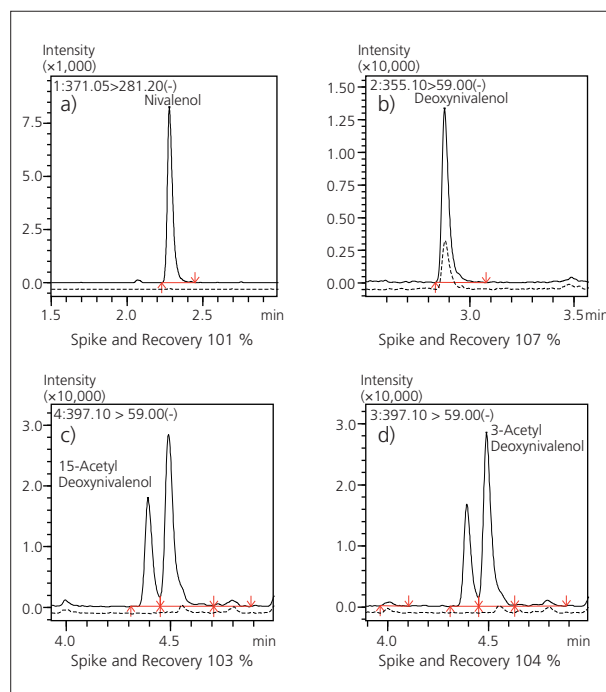 Intensity
(×1,000)
1:371.05>281.20(-)
Nivalenol
a)
7.5
5.0
2.5
0.0
1.5 2.0 2.5 min
Spike and Recovery 101 %
Intensity
(×10,000)
1.50
2:355.10>59.00(-)
Deoxynivalenol
b)
1.25
1.00
0.75
0.50
0.25
0.00
3.0 3.5 min
Spike and Recovery 107 %
Intensity
(×10,000)
4:397.10 > 59.00(-)
3.0
c)
15-Acetyl
Deoxynivalenol
2.0
1.0
0.0
4.0 4.5 min
Spike and Recovery 103 %
Intensity
(×10,000)
3:397.10 > 59.00(-)
3.0
d)
3-Acetyl
Deoxynivalenol
2.0
1.0
0.0
4.0 4.5 min
Spike and Recovery 104 %